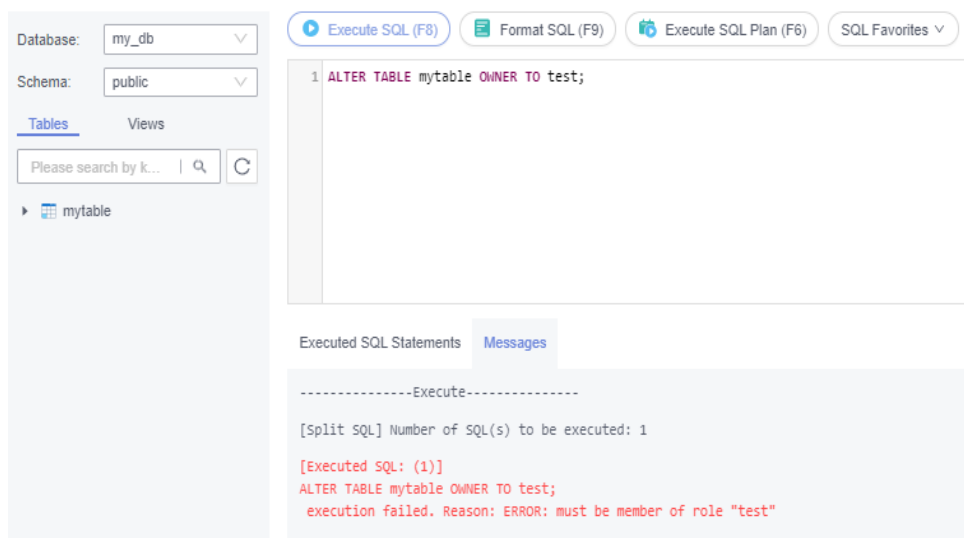 Database: my_db
Schema: public
Tables Views
Please search by k...
mytable
Execute SQL (F8) Format SQL (F9) Execute SQL Plan (F6) SQL Favorites
1 ALTER TABLE mytable OWNER TO test;
Executed SQL Statements Messages
---------------Execute---------------
[Split SQL] Number of SQL(s) to be executed: 1
[Executed SQL: (1)]
ALTER TABLE mytable OWNER TO test;
execution failed. Reason: ERROR: must be member of role "test"